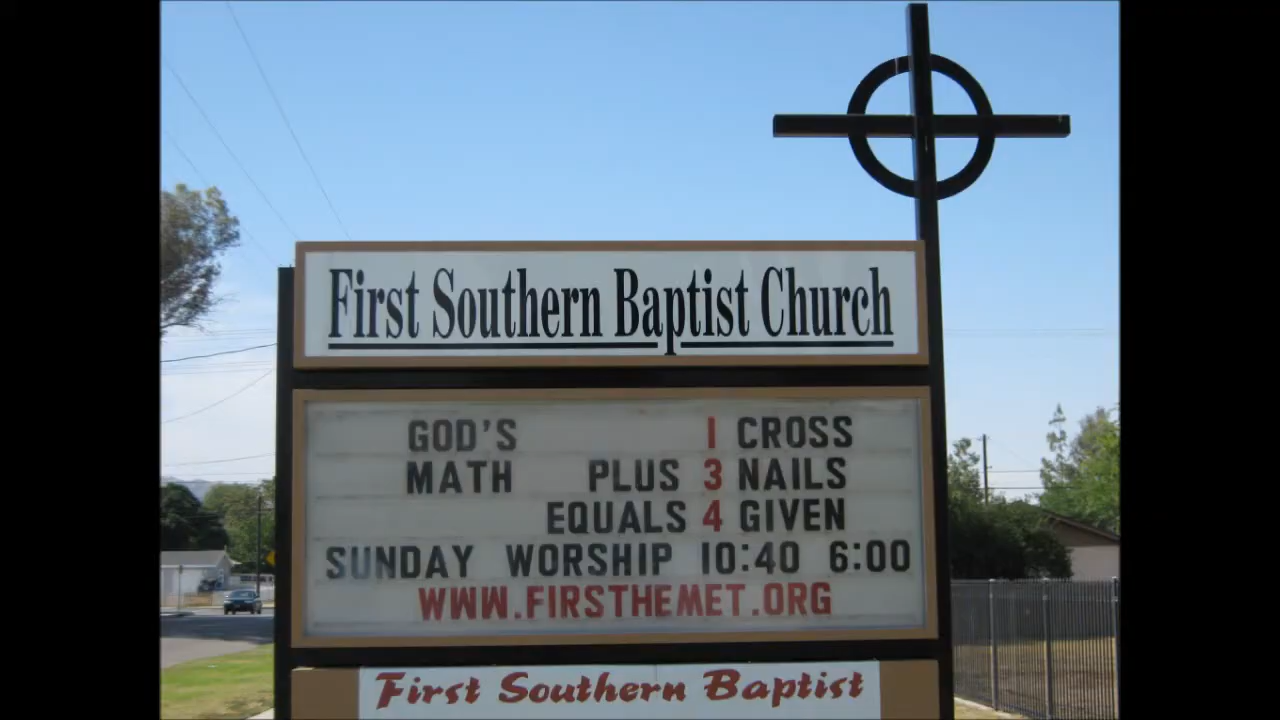 First Southern Baptist Church
GOD'S 1 CROSS
MATH PLUS 3 NAILS
EQUALS 4 GIVEN
SUNDAY WORSHIP 10:40 6:00
WWW.FIRSTHEMET.ORG
First Southern Baptist